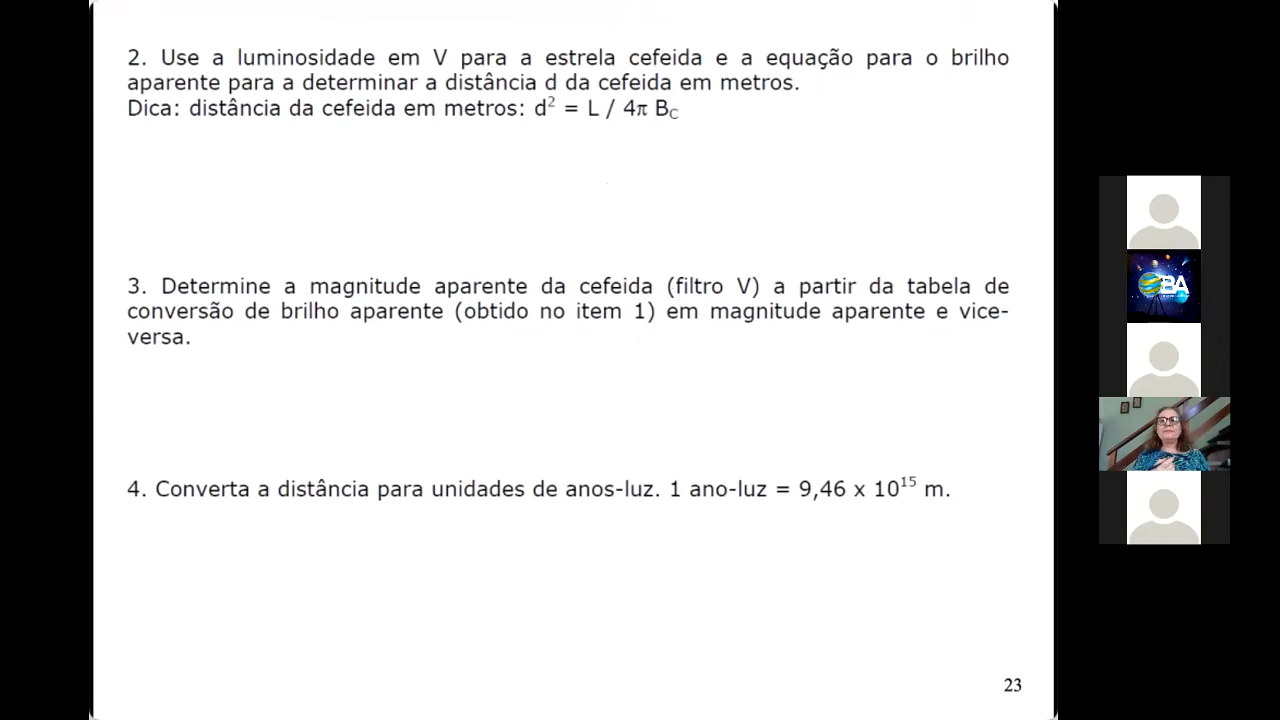 2. Use a luminosidade em V para a estrela cefeida e a equação para o brilho
aparente para a determinar a distância d da cefeida em metros.
Dica: distância da cefeida em metros: d² = L / 4π B_C
3. Determine a magnitude aparente da cefeida (filtro V) a partir da tabela de
conversão de brilho aparente (obtido no item 1) em magnitude aparente e vice-
versa.
4. Converta a distância para unidades de anos-luz. 1 ano-luz = 9,46 x 10¹⁵ m.
23
OBA